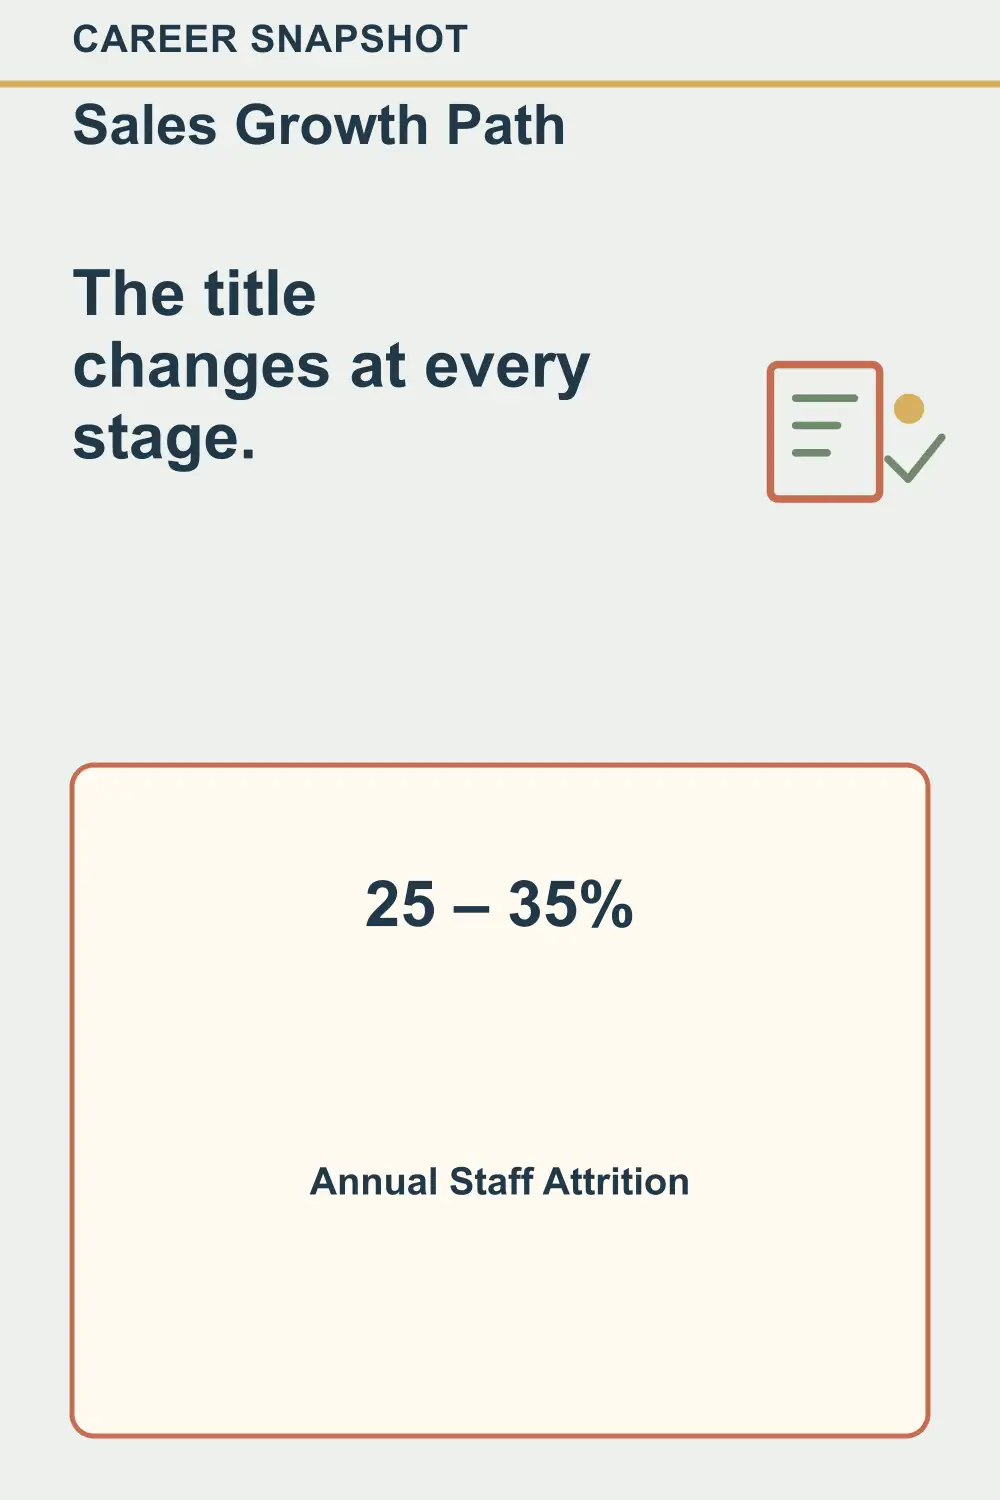 CAREER SNAPSHOT
Sales Growth Path
The title
changes at every
stage.
25 – 35%
Annual Staff Attrition